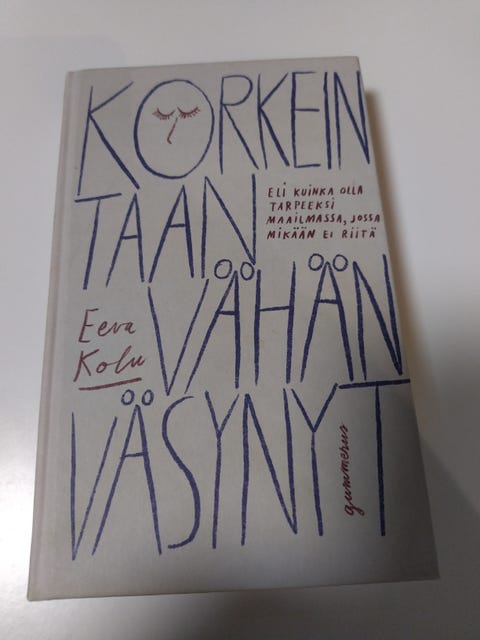 KORKEIN
TAAN
ELI KUINKA OLLA
TARPEEKSI
MAAILMASSA, JOSSA
MIKÄÄN EI RIITÄ
VÄHÄN
Eeva
Kolu
VÄSYNYT
gummerus